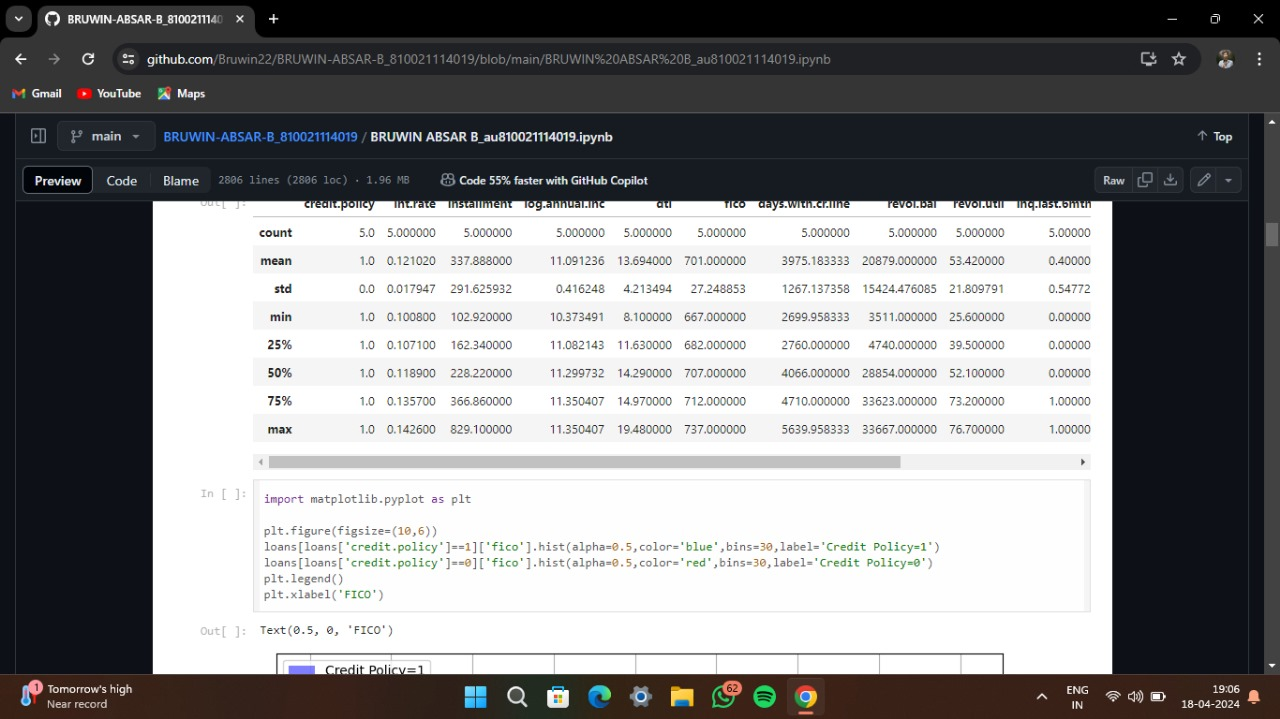 BRUWIN-ABSAR-B_810021114
github.com/Bruwin22/BRUWIN-ABSAR-B_810021114019/blob/main/BRUWIN%20ABSAR%20B_au810021114019.ipynb
Gmail YouTube Maps
main BRUWIN-ABSAR-B_810021114019 / BRUWIN ABSAR B_au810021114019.ipynb Top
Preview Code Blame 2806 lines (2806 loc) · 1.96 MB Code 55% faster with GitHub Copilot Raw
Out[ ]: credit.policy int.rate installment log.annual.inc dti fico days.with.cr.line revol.bal revol.util inq.last.6mth
count 5.0 5.000000 5.000000 5.000000 5.000000 5.000000 5.000000 5.000000 5.000000 5.00000
mean 1.0 0.121020 337.888000 11.091236 13.694000 701.000000 3975.183333 20879.000000 53.420000 0.40000
std 0.0 0.017947 291.625932 0.416248 4.213494 27.248853 1267.137358 15424.476085 21.809791 0.54772
min 1.0 0.100800 102.920000 10.373491 8.100000 667.000000 2699.958333 3511.000000 25.600000 0.00000
25% 1.0 0.107100 162.340000 11.082143 11.630000 682.000000 2760.000000 4740.000000 39.500000 0.00000
50% 1.0 0.118900 228.220000 11.299732 14.290000 707.000000 4066.000000 28854.000000 52.100000 0.00000
75% 1.0 0.135700 366.860000 11.350407 14.970000 712.000000 4710.000000 33623.000000 73.200000 1.00000
max 1.0 0.142600 829.100000 11.350407 19.480000 737.000000 5639.958333 33667.000000 76.700000 1.00000
In [ ]: import matplotlib.pyplot as plt
plt.figure(figsize=(10,6))
loans[loans['credit.policy']==1]['fico'].hist(alpha=0.5,color='blue',bins=30,label='Credit Policy=1')
loans[loans['credit.policy']==0]['fico'].hist(alpha=0.5,color='red',bins=30,label='Credit Policy=0')
plt.legend()
plt.xlabel('FICO')
Out[ ]: Text(0.5, 0, 'FICO')
Credit Policy=1
1 Tomorrow's high
Near record
62
ENG
IN
19:06
18-04-2024